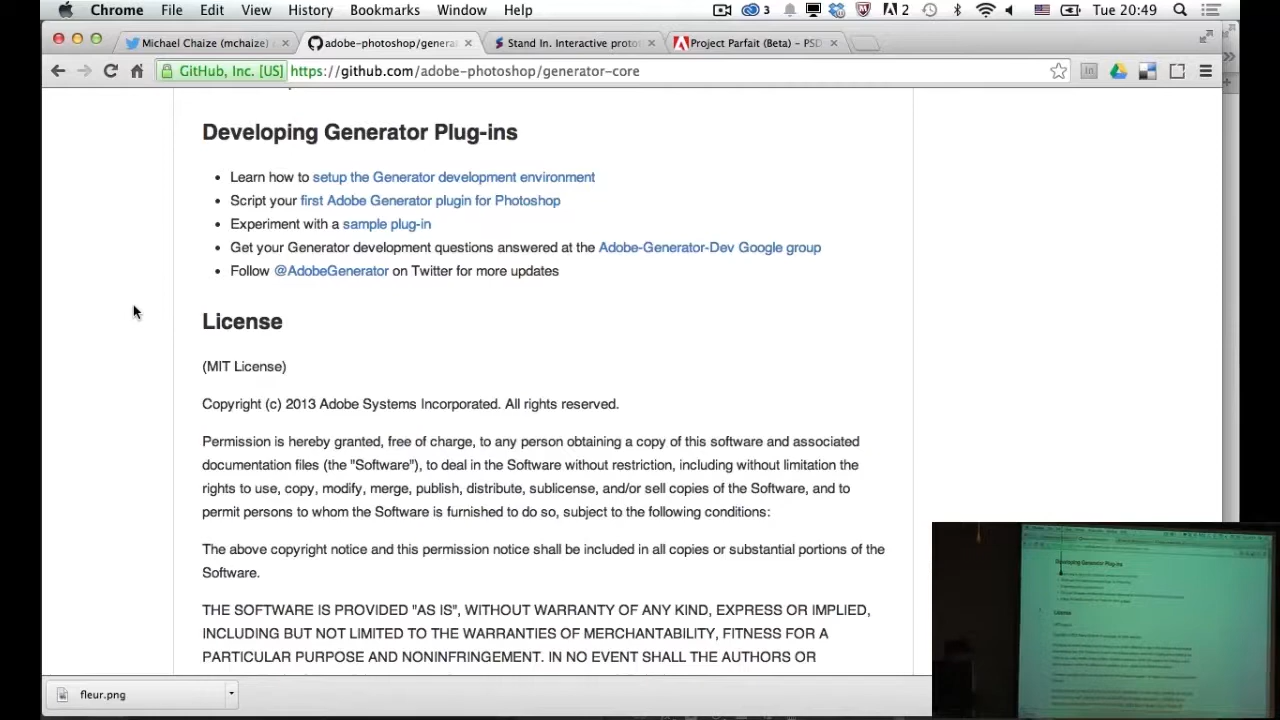 Chrome File Edit View History Bookmarks Window Help 3 2 Tue 20:49
Michael Chaize (mchaize) ( adobe-photoshop/genera Stand In. Interactive proto Project Parfait (Beta) – PSD
GitHub, Inc. [US] https://github.com/adobe-photoshop/generator-core
Developing Generator Plug-ins
Learn how to setup the Generator development environment
Script your first Adobe Generator plugin for Photoshop
Experiment with a sample plug-in
Get your Generator development questions answered at the Adobe-Generator-Dev Google group
Follow @AdobeGenerator on Twitter for more updates
License
(MIT License)
Copyright (c) 2013 Adobe Systems Incorporated. All rights reserved.
Permission is hereby granted, free of charge, to any person obtaining a copy of this software and associated
documentation files (the "Software"), to deal in the Software without restriction, including without limitation the
rights to use, copy, modify, merge, publish, distribute, sublicense, and/or sell copies of the Software, and to
permit persons to whom the Software is furnished to do so, subject to the following conditions:
The above copyright notice and this permission notice shall be included in all copies or substantial portions of the
Software.
THE SOFTWARE IS PROVIDED "AS IS", WITHOUT WARRANTY OF ANY KIND, EXPRESS OR IMPLIED,
INCLUDING BUT NOT LIMITED TO THE WARRANTIES OF MERCHANTABILITY, FITNESS FOR A
PARTICULAR PURPOSE AND NONINFRINGEMENT. IN NO EVENT SHALL THE AUTHORS OR
fleur.png
Developing Generator Plug-ins
License